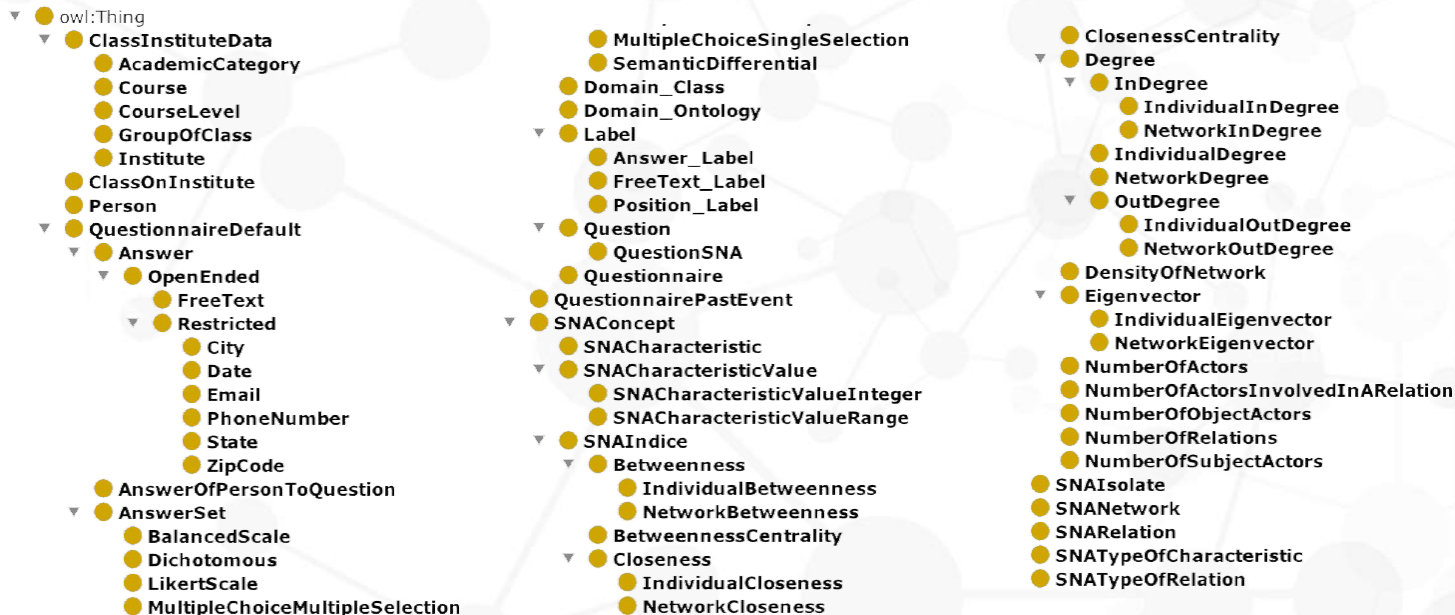 owl:Thing
ClassInstituteData
AcademicCategory
Course
CourseLevel
GroupOfClass
Institute
ClassOnInstitute
Person
QuestionnaireDefault
Answer
OpenEnded
FreeText
Restricted
City
Date
Email
PhoneNumber
State
ZipCode
AnswerOfPersonToQuestion
AnswerSet
BalancedScale
Dichotomous
LikertScale
MultipleChoiceMultipleSelection
MultipleChoiceSingleSelection
SemanticDifferential
Domain_Class
Domain_Ontology
Label
Answer_Label
FreeText_Label
Position_Label
Question
QuestionSNA
Questionnaire
QuestionnairePastEvent
SNAConcept
SNACharacteristic
SNACharacteristicValue
SNACharacteristicValueInteger
SNACharacteristicValueRange
SNAIndice
Betweenness
IndividualBetweenness
NetworkBetweenness
BetweennessCentrality
Closeness
IndividualCloseness
NetworkCloseness
ClosenessCentrality
Degree
InDegree
IndividualInDegree
NetworkInDegree
IndividualDegree
NetworkDegree
OutDegree
IndividualOutDegree
NetworkOutDegree
DensityOfNetwork
Eigenvector
IndividualEigenvector
NetworkEigenvector
NumberOfActors
NumberOfActorsInvolvedInARelation
NumberOfObjectActors
NumberOfRelations
NumberOfSubjectActors
SNAIsolate
SNANetwork
SNARelation
SNATypeOfCharacteristic
SNATypeOfRelation